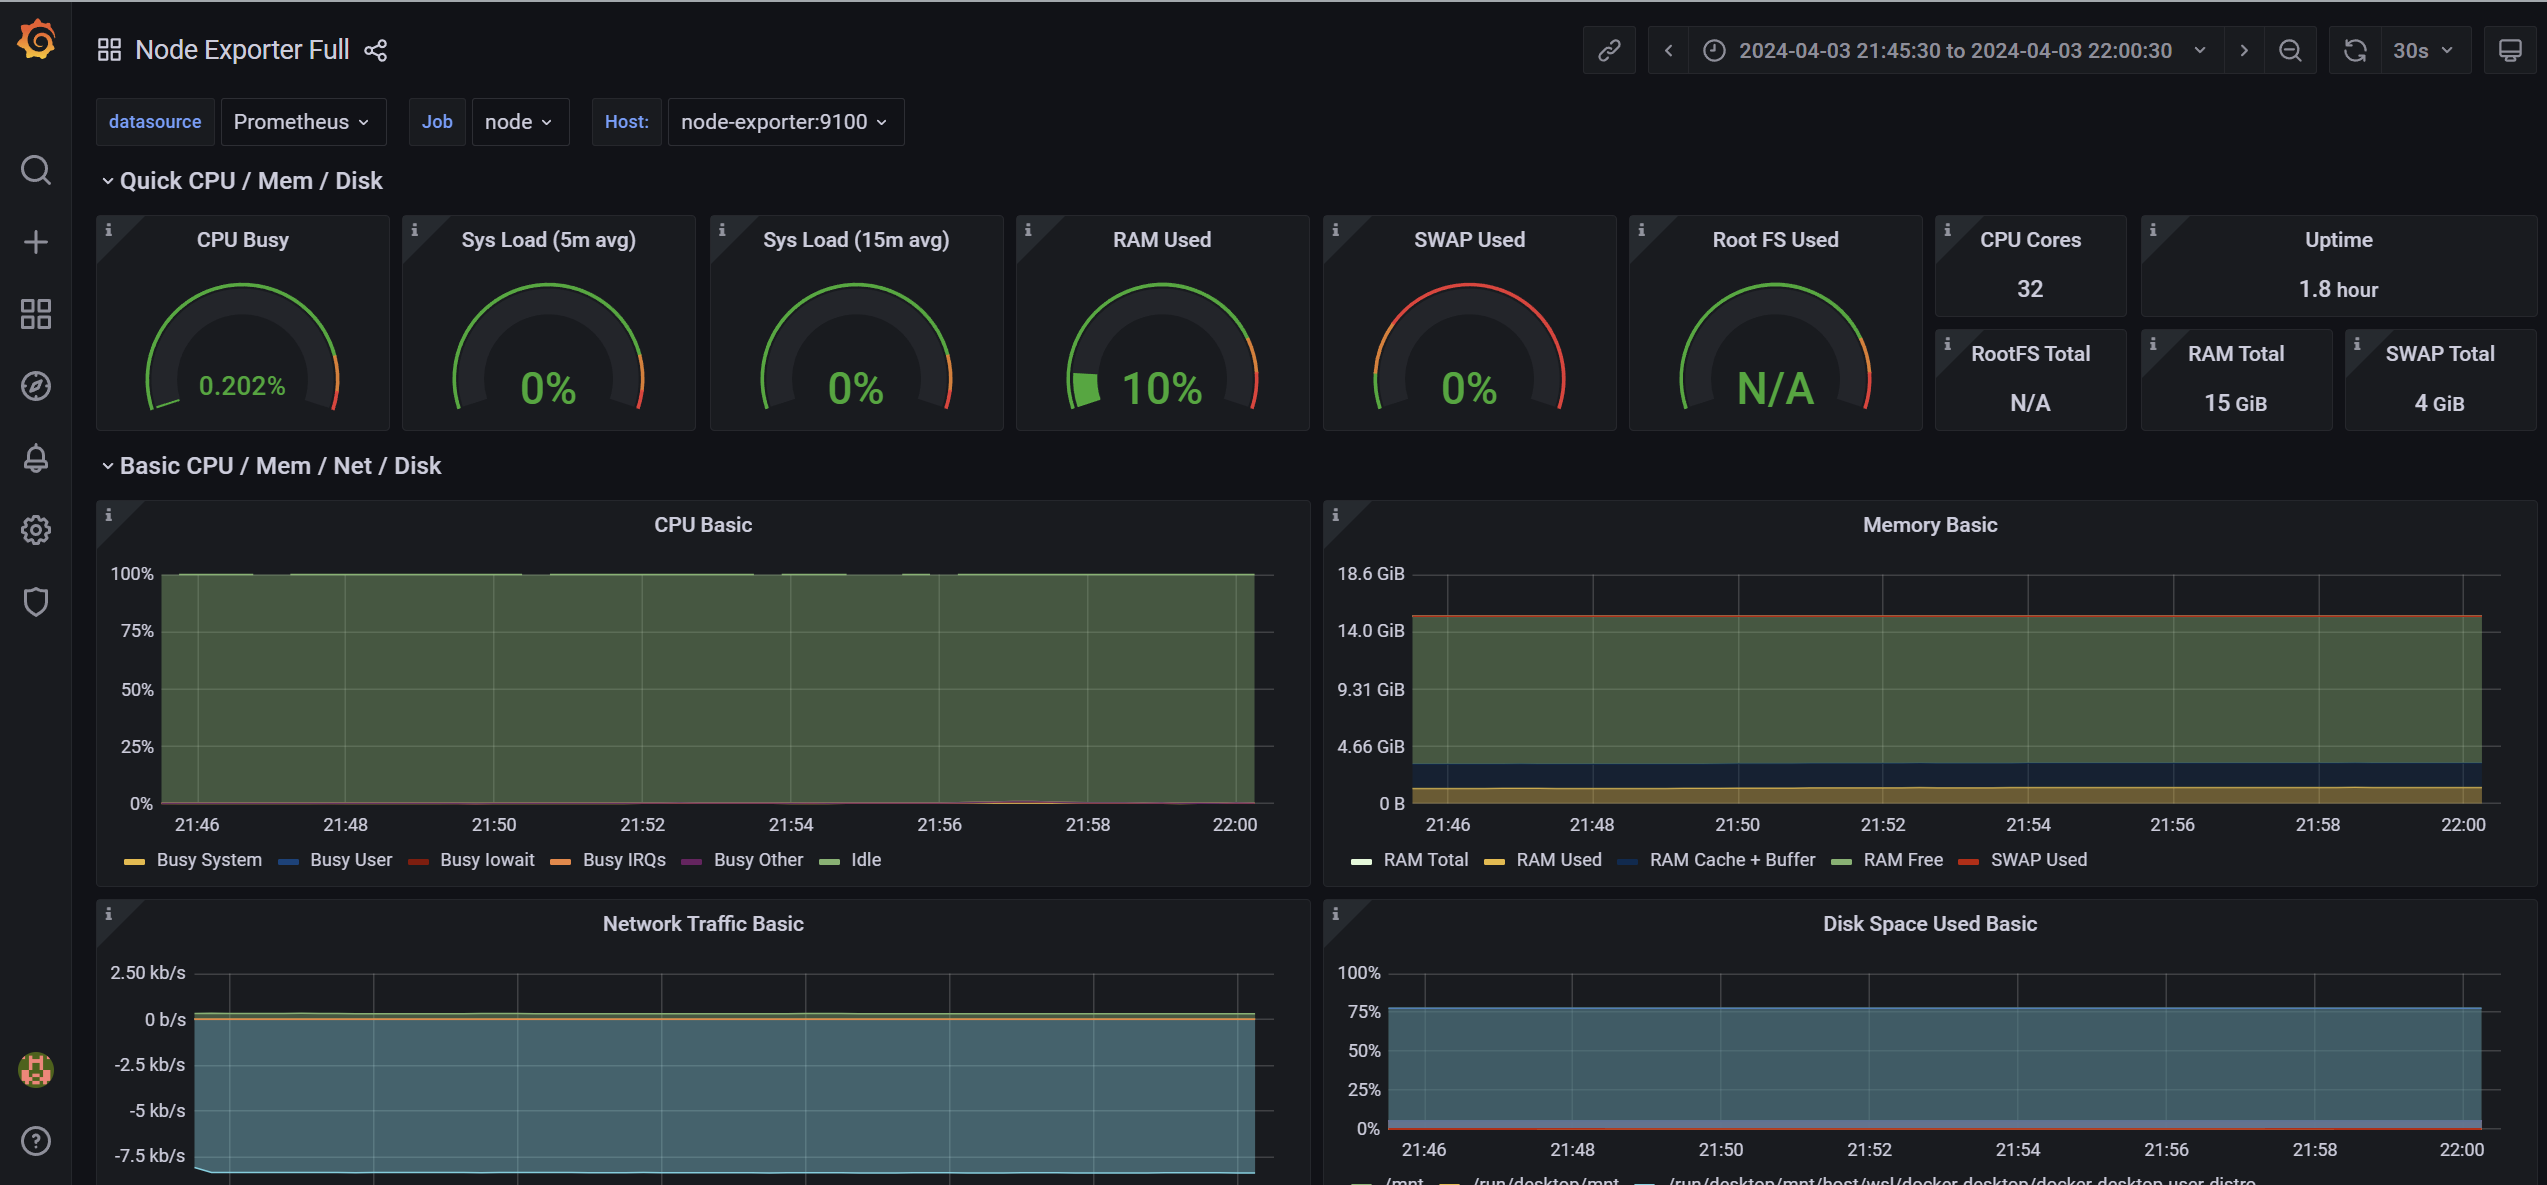 Node Exporter Full
2024-04-03 21:45:30 to 2024-04-03 22:00:30
30s
datasource Prometheus Job node Host: node-exporter:9100
Quick CPU / Mem / Disk
CPU Busy
0.202%
Sys Load (5m avg)
0%
Sys Load (15m avg)
0%
RAM Used
10%
SWAP Used
0%
Root FS Used
N/A
CPU Cores
32
Uptime
1.8 hour
RootFS Total
N/A
RAM Total
15 GiB
SWAP Total
4 GiB
Basic CPU / Mem / Net / Disk
CPU Basic
100%
75%
50%
25%
0%
21:46 21:48 21:50 21:52 21:54 21:56 21:58 22:00
Busy System Busy User Busy Iowait Busy IRQs Busy Other Idle
Memory Basic
18.6 GiB
14.0 GiB
9.31 GiB
4.66 GiB
0 B
21:46 21:48 21:50 21:52 21:54 21:56 21:58 22:00
RAM Total RAM Used RAM Cache + Buffer RAM Free SWAP Used
Network Traffic Basic
2.50 kb/s
0 b/s
-2.5 kb/s
-5 kb/s
-7.5 kb/s
Disk Space Used Basic
100%
75%
50%
25%
0%
21:46 21:48 21:50 21:52 21:54 21:56 21:58 22:00
/mnt /run/desktop/mnt /run/desktop/mnt/host/wsl/docker-desktop/docker-desktop-user-distro